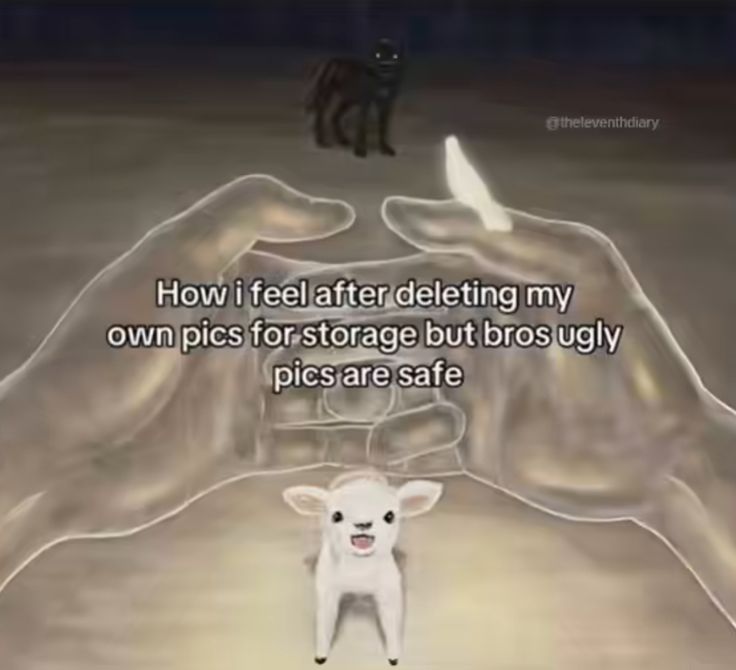 @theleventhdiary
How i feel after deleting my
own pics for storage but bros ugly
pics are safe